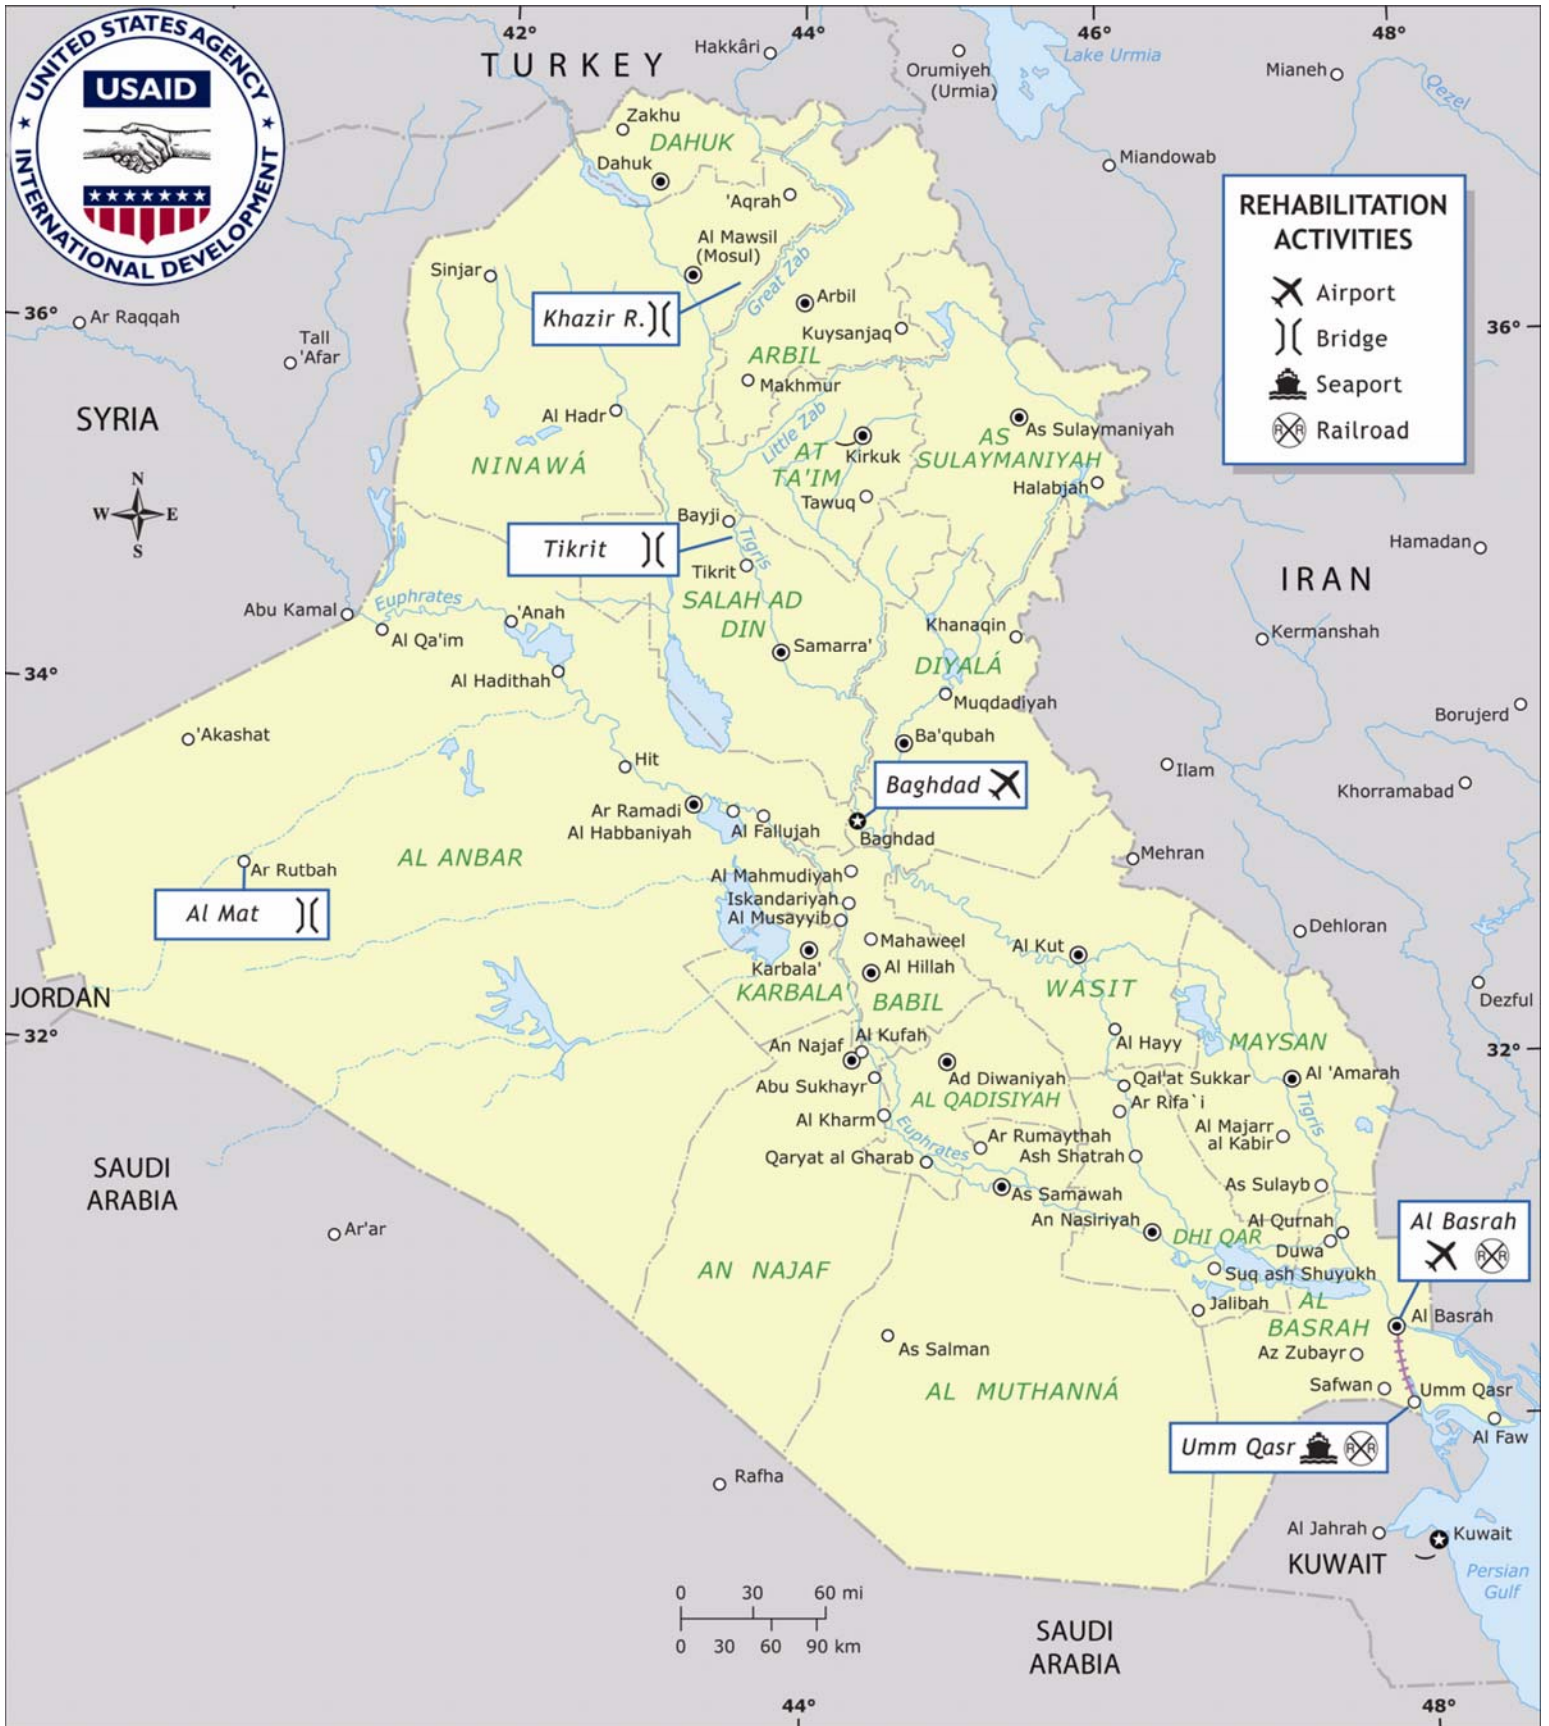 UNITED STATES AGENCY
INTERNATIONAL DEVELOPMENT
USAID
42°
44°
46°
48°
TURKEY
Hakkâri
Orumiyeh
(Urmia)
Lake Urmia
Mianeh
Qezel
Zakhu
DAHUK
Dahuk
'Aqrah
Miandowab
REHABILITATION
ACTIVITIES
Airport
Bridge
Seaport
R R Railroad
Al Mawsil
(Mosul)
Sinjar
Great Zab
Khazir R.
Arbil
Kuysanjaq
ARBIL
Makhmur
36°
36°
Ar Raqqah
Tall
'Afar
SYRIA
Al Hadr
Little Zab
NINAWÁ
AT
TA'IM
Kirkuk
Tawuq
As Sulaymaniyah
AS
SULAYMANIYAH
Halabjah
N
W E
S
Bayji
Tigris
Tikrit
Tikrit
SALAH AD
DIN
Samarra'
Hamadan
IRAN
Kermanshah
Abu Kamal
Euphrates
Al Qa'im
'Anah
Al Hadithah
Khanaqin
DIYALÁ
Muqdadiyah
Ba'qubah
34°
'Akashat
Hit
Borujerd
Ilam
Khorramabad
Baghdad
Baghdad
Ar Ramadi
Al Habbaniyah
Al Fallujah
AL ANBAR
Ar Rutbah
Al Mat
Al Mahmudiyah
Iskandariyah
Al Musayyib
Mahaweel
Mehran
Dehloran
Al Kut
Karbala'
KARBALA'
Al Hillah
BABIL
WASIT
Dezful
JORDAN
32°
32°
Al Kufah
An Najaf
Abu Sukhayr
Ad Diwaniyah
AL QADISIYAH
Al Hayy
MAYSAN
Qal'at Sukkar
Al 'Amarah
Ar Rifa`i
Tigris
Al Kharm
Euphrates
Ar Rumaythah
Ash Shatrah
Al Majarr
al Kabir
Qaryat al Gharab
As Samawah
As Sulayb
SAUDI
ARABIA
Ar'ar
An Nasiriyah
DHI QAR
Al Qurnah
Duwa
Al Basrah
R R
Suq ash Shuyukh
AN NAJAF
Jalibah
AL
BASRAH
Al Basrah
As Salman
Az Zubayr
AL MUTHANNÁ
Safwan
Umm Qasr
Umm Qasr R R
Al Faw
Rafha
Al Jahrah
Kuwait
KUWAIT
Persian
Gulf
0 30 60 mi
0 30 60 90 km
SAUDI
ARABIA
44°
48°